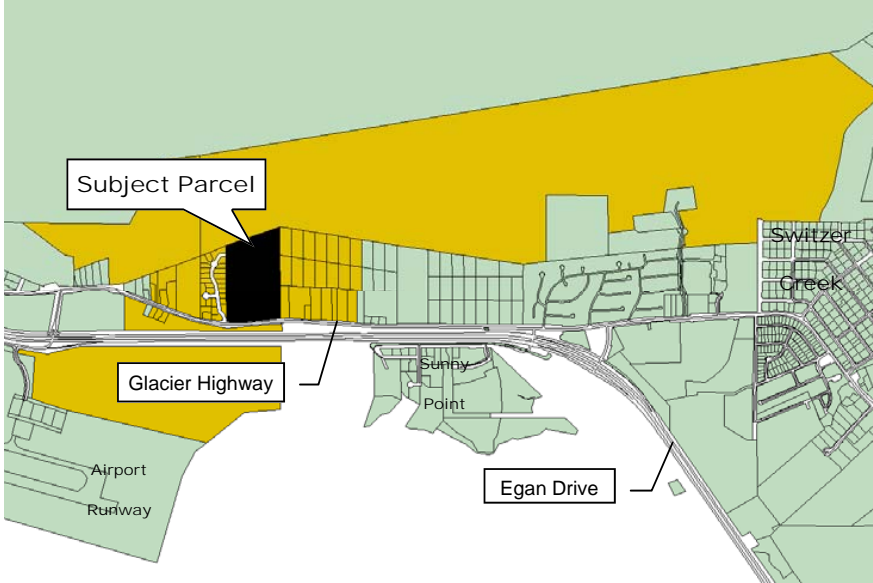 Subject Parcel
Switzer
Creek
Sunny
Glacier Highway
Point
Airport
Egan Drive
Runway